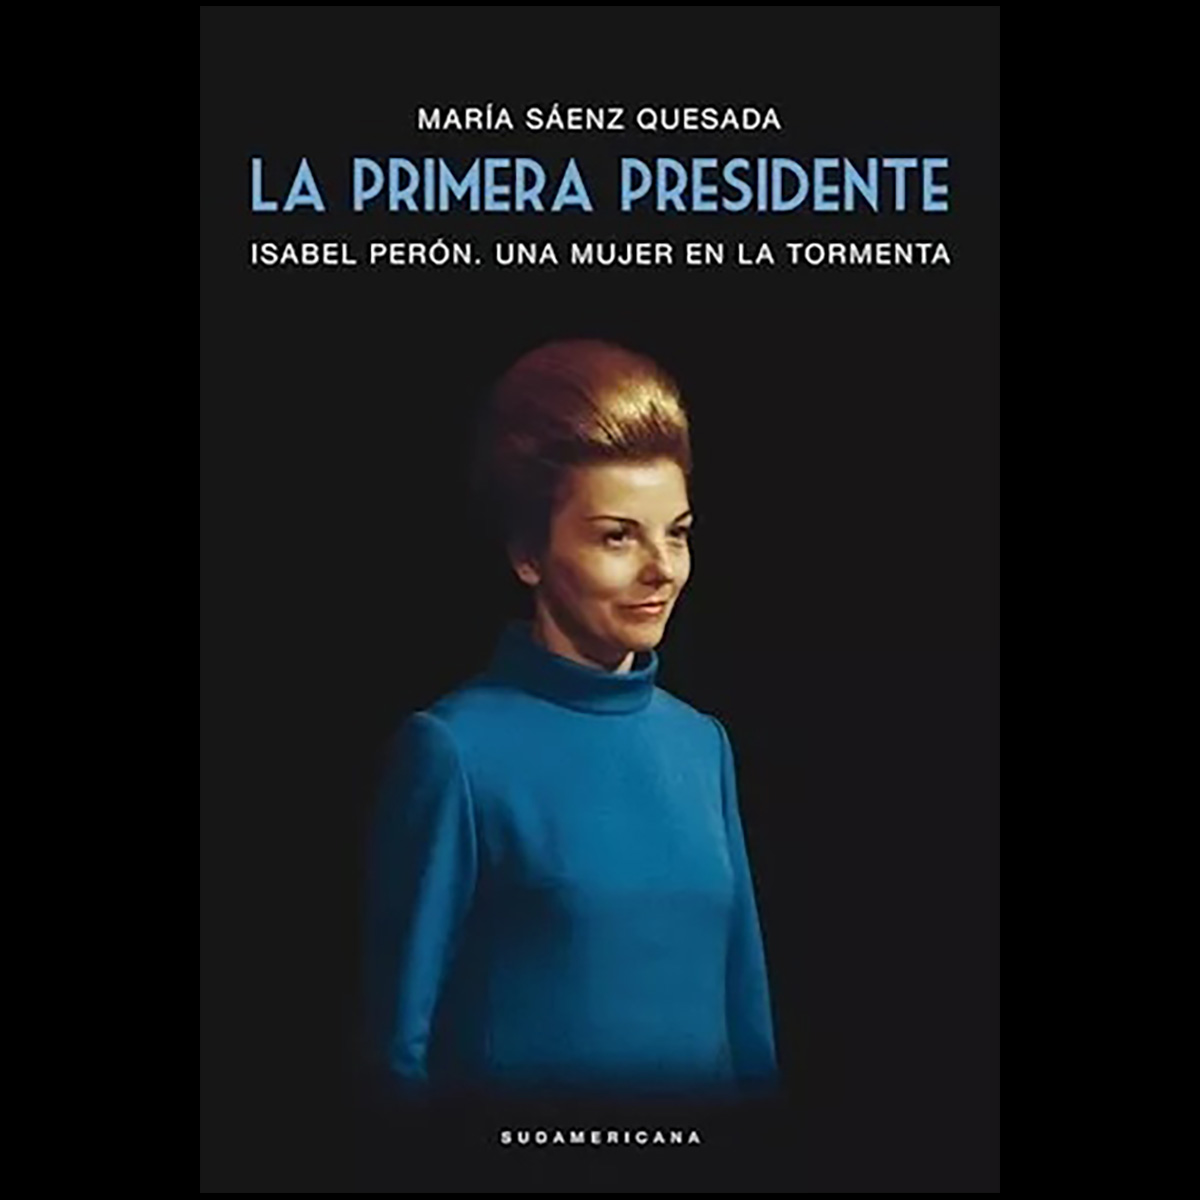 MARÍA SÁENZ QUESADA
LA PRIMERA PRESIDENTE
ISABEL PERÓN. UNA MUJER EN LA TORMENTA
SUDAMERICANA